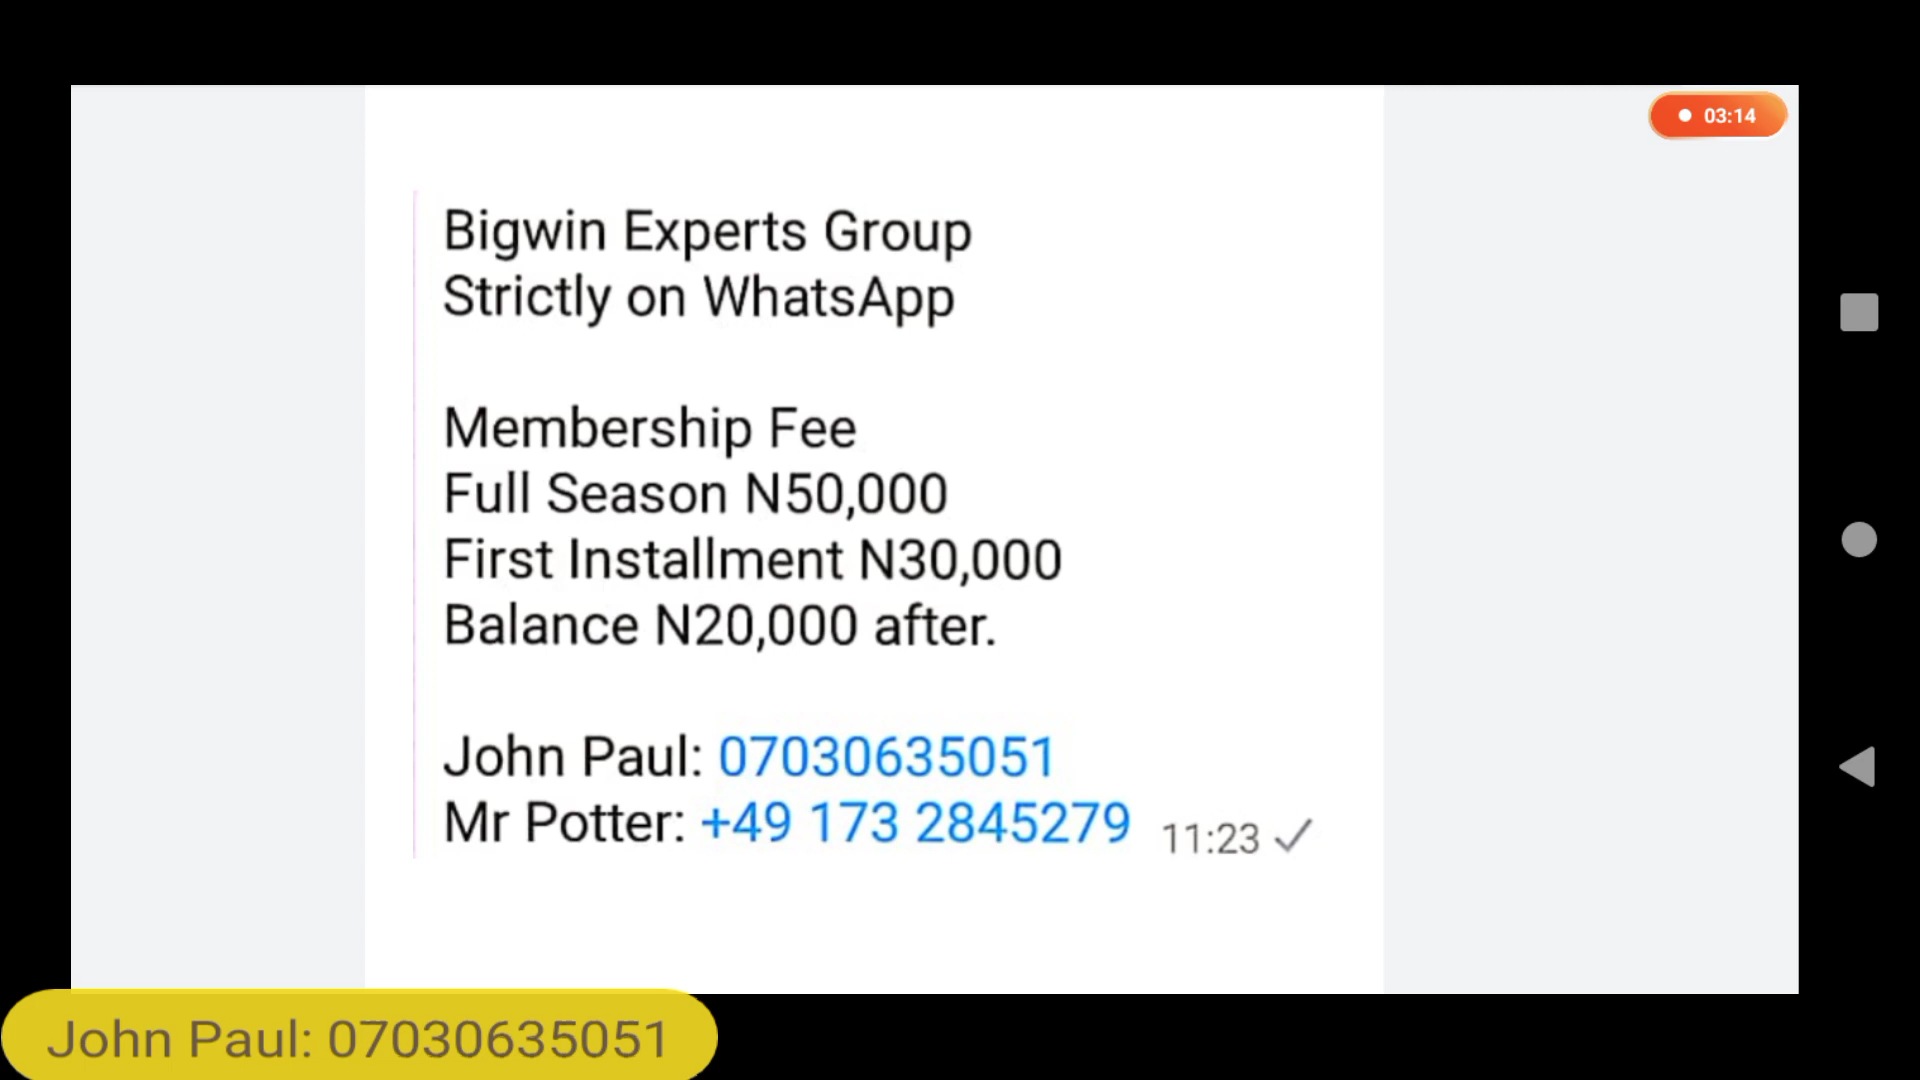 03:14
Bigwin Experts Group
Strictly on WhatsApp
Membership Fee
Full Season N50,000
First Installment N30,000
Balance N20,000 after.
John Paul: 07030635051
Mr Potter: +49 173 2845279 11:23
John Paul: 07030635051